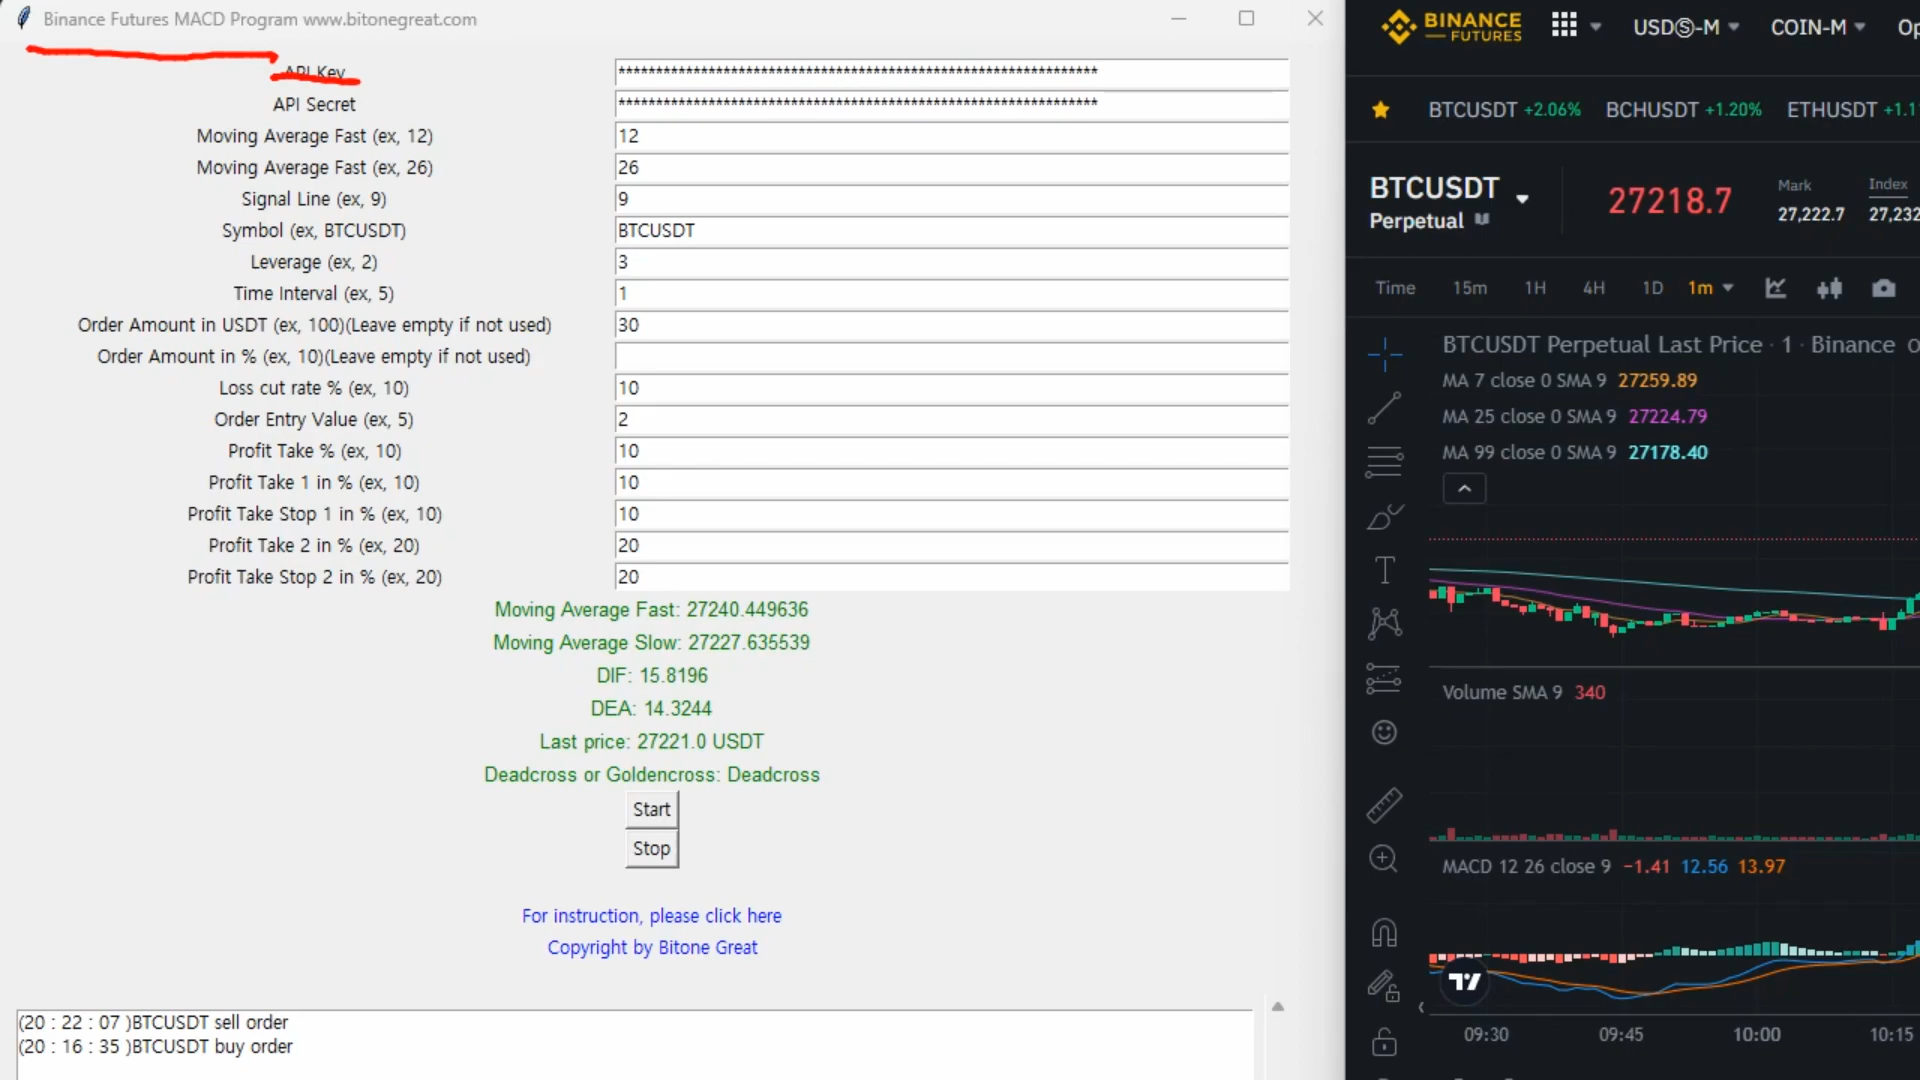 Binance Futures MACD Program www.bitonegreat.com
API Key
****************************************************************
API Secret
****************************************************************
Moving Average Fast (ex, 12)
12
Moving Average Fast (ex, 26)
26
Signal Line (ex, 9)
9
Symbol (ex, BTCUSDT)
BTCUSDT
Leverage (ex, 2)
3
Time Interval (ex, 5)
1
Order Amount in USDT (ex, 100)(Leave empty if not used)
30
Order Amount in % (ex, 10)(Leave empty if not used)
Loss cut rate % (ex, 10)
10
Order Entry Value (ex, 5)
2
Profit Take % (ex, 10)
10
Profit Take 1 in % (ex, 10)
10
Profit Take Stop 1 in % (ex, 10)
10
Profit Take 2 in % (ex, 20)
20
Profit Take Stop 2 in % (ex, 20)
20
Moving Average Fast: 27240.449636
Moving Average Slow: 27227.635539
DIF: 15.8196
DEA: 14.3244
Last price: 27221.0 USDT
Deadcross or Goldencross: Deadcross
Start
Stop
For instruction, please click here
Copyright by Bitone Great
(20 : 22 : 07 )BTCUSDT sell order
(20 : 16 : 35 )BTCUSDT buy order
BINANCE
FUTURES
USDⓈ-M
COIN-M
Op
BTCUSDT +2.06% BCHUSDT +1.20% ETHUSDT +1.1
BTCUSDT
Perpetual
27218.7
Mark
27,222.7
Index
27,232
Time 15m 1H 4H 1D 1m
BTCUSDT Perpetual Last Price · 1 · Binance
MA 7 close 0 SMA 9 27259.89
MA 25 close 0 SMA 9 27224.79
MA 99 close 0 SMA 9 27178.40
Volume SMA 9 340
MACD 12 26 close 9 −1.41 12.56 13.97
09:30 09:45 10:00 10:15